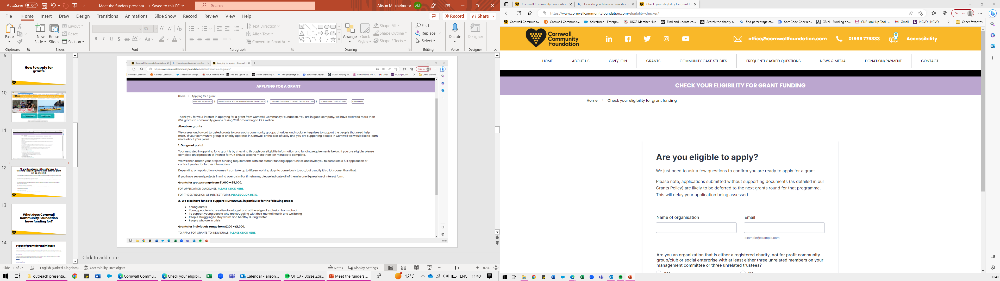 AutoSave Off
Meet the funders presenta... • Saved to this PC
Search
Alison Mitchelmore
AM
File Home Insert Draw Design Transitions Animations Slide Show Record Review View Help
Record
Share
Paste
New Slide
Reuse Slides
Layout
Reset
Section
60
Text Direction
Align Text
Convert to SmartArt
Arrange
Quick Styles
Shape Fill
Shape Outline
Shape Effects
Find
Replace
Select
Dictate
Designer
Clipboard Slides Font Paragraph Drawing Editing Voice Designer
9
How to apply for
grants
10
THANK YOU
11
12
All grant applicants will need to have the
following supporting information before a grant
will be awarded:
13
What does Cornwall
Community Foundation
have funding for?
14
Types of grants for Individuals
Cornwall Community Foundation
How do you take a screen shot -
Applying for a grant - Cornwall C
https://www.cornwallcommunityfoundation.com/introduction-to-grants/
Sign in
Cornwall Communit... Cornwall Communit... Salesforce - Enterpr... UKCF Member Hub Find and update co... Search the charity r... find percentage of... Sort Code Checker... GRIN - Funding an... CUF Look Up Tool -... Gmail NCVO | NCVO Other favorites
APPLYING FOR A GRANT
Home > Applying for a grant
GRANTS AVAILABLE | GRANT APPLICATION AND ELIGIBILITY GUIDELINES | CLIMATE EMERGENCY. WHAT DO WE ALL DO? | COMMUNITY CASE STUDIES | OPEN DATA
Thank you for your interest in applying for a grant from Cornwall Community Foundation. You are in good company, we have awarded more than
652 grants to community groups during 2021 amounting to £2.2 million.
About our grants
We assess and award targeted grants to grassroots community groups, charities and social enterprises to support the people that need help
most. If your community group or charity operates in Cornwall or the Isles of Scilly and you are supporting people in Cornwall we would like to learn
more about your plans.
1. Our grant portal
Your next step in applying for a grant is by checking through our eligibility information and funding requirements below. If you are eligible, please
complete an expression of interest form. It should take no more than ten minutes to complete.
We will then match your project funding requirements with our current funding opportunities and invite you to complete a full application or
contact you for for further information.
Depending on application volumes it can take up to fifteen working days to come back to you, but usually it's a lot sooner than that.
If you have several projects in mind over a similar timeframe, please indicate all of them in one Expression of Interest form.
Grants for groups range from £1,000 – £5,000.
FOR APPLICATION GUIDELINES, PLEASE CLICK HERE.
FOR THE EXPRESSION OF INTEREST FORM, PLEASE CLICK HERE.
2. We also have funds to support INDIVIDUALS, in particular for the following areas:
• Young carers
• Young people who are disadvantaged and at the edge of exclusion from school
• To support young people who are struggling with their mental health and wellbeing
• People struggling to stay warm and healthy during winter
• People who are in crisis
Grants for individuals range from £200 – £1,000.
TO APPLY FOR GRANTS TO INDIVIDUALS, PLEASE CLICK HERE.
11:23
Click to add notes
Slide 11 of 25 English (United Kingdom) Accessibility: Investigate Notes Display Settings 82%
outreach presenta... Cornwall Commu... Check your eligibi... Calendar - alison.... OHOJ - Bosse Zor... Meet the funders ... 12°C ENG 11:40
Cornwall Community Foundation
How do you take a screen shot -
Check your eligibility for grant fu
https://www.cornwallcommunityfoundation.com/eligibility-checker/
Sign in
Cornwall Communit... Cornwall Communit... Salesforce - Enterpr... UKCF Member Hub Find and update co... Search the charity r... find percentage of... Sort Code Checker... GRIN - Funding an... CUF Look Up Tool -... Gmail NCVO | NCVO Other favorites
Cornwall
Community
Foundation
office@cornwallfoundation.com 01566 779333 Accessibility
HOME ABOUT US GIVE/JOIN GRANTS COMMUNITY CASE STUDIES FREQUENTLY ASKED QUESTIONS NEWS & MEDIA DONATION/PAYMENT CONTACT
CHECK YOUR ELIGIBILITY FOR GRANT FUNDING
Home > Check your eligibility for grant funding
Are you eligible to apply?
We just need to ask a few questions to confirm you are ready to apply for a grant.
Please note, applications submitted without supporting documents (as detailed in our
Grants Policy) are likely to be deferred to the next grants round for that programme.
This will delay your application being assessed.
Name of organisation Email
example@example.com
Are you an organization that is either a registered charity, not for profit community
group/club or social enterprise with at least either three unrelated members on your
management committee or three unrelated trustees?
Yes No
11:40